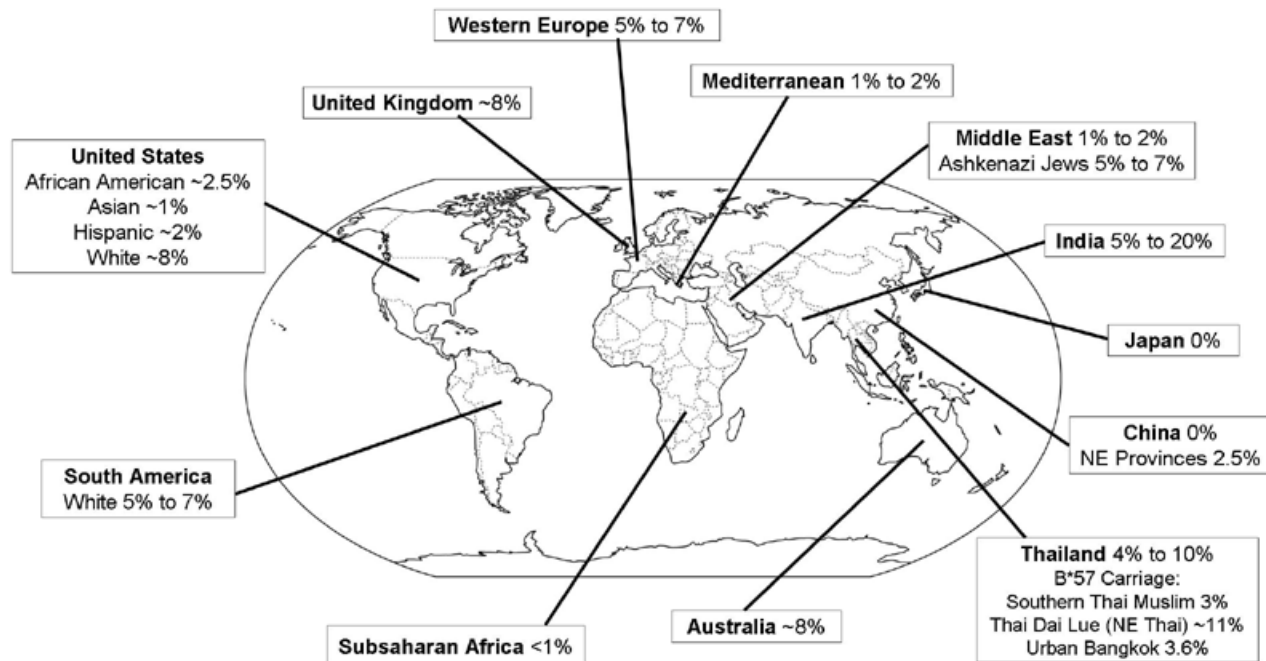 Western Europe 5% to 7%
United Kingdom ~8%
Mediterranean 1% to 2%
Middle East 1% to 2%
Ashkenazi Jews 5% to 7%
United States
African American ~2.5%
Asian ~1%
Hispanic ~2%
White ~8%
India 5% to 20%
Japan 0%
China 0%
NE Provinces 2.5%
South America
White 5% to 7%
Thailand 4% to 10%
B*57 Carriage:
Southern Thai Muslim 3%
Thai Dai Lue (NE Thai) ~11%
Urban Bangkok 3.6%
Australia ~8%
Subsaharan Africa <1%